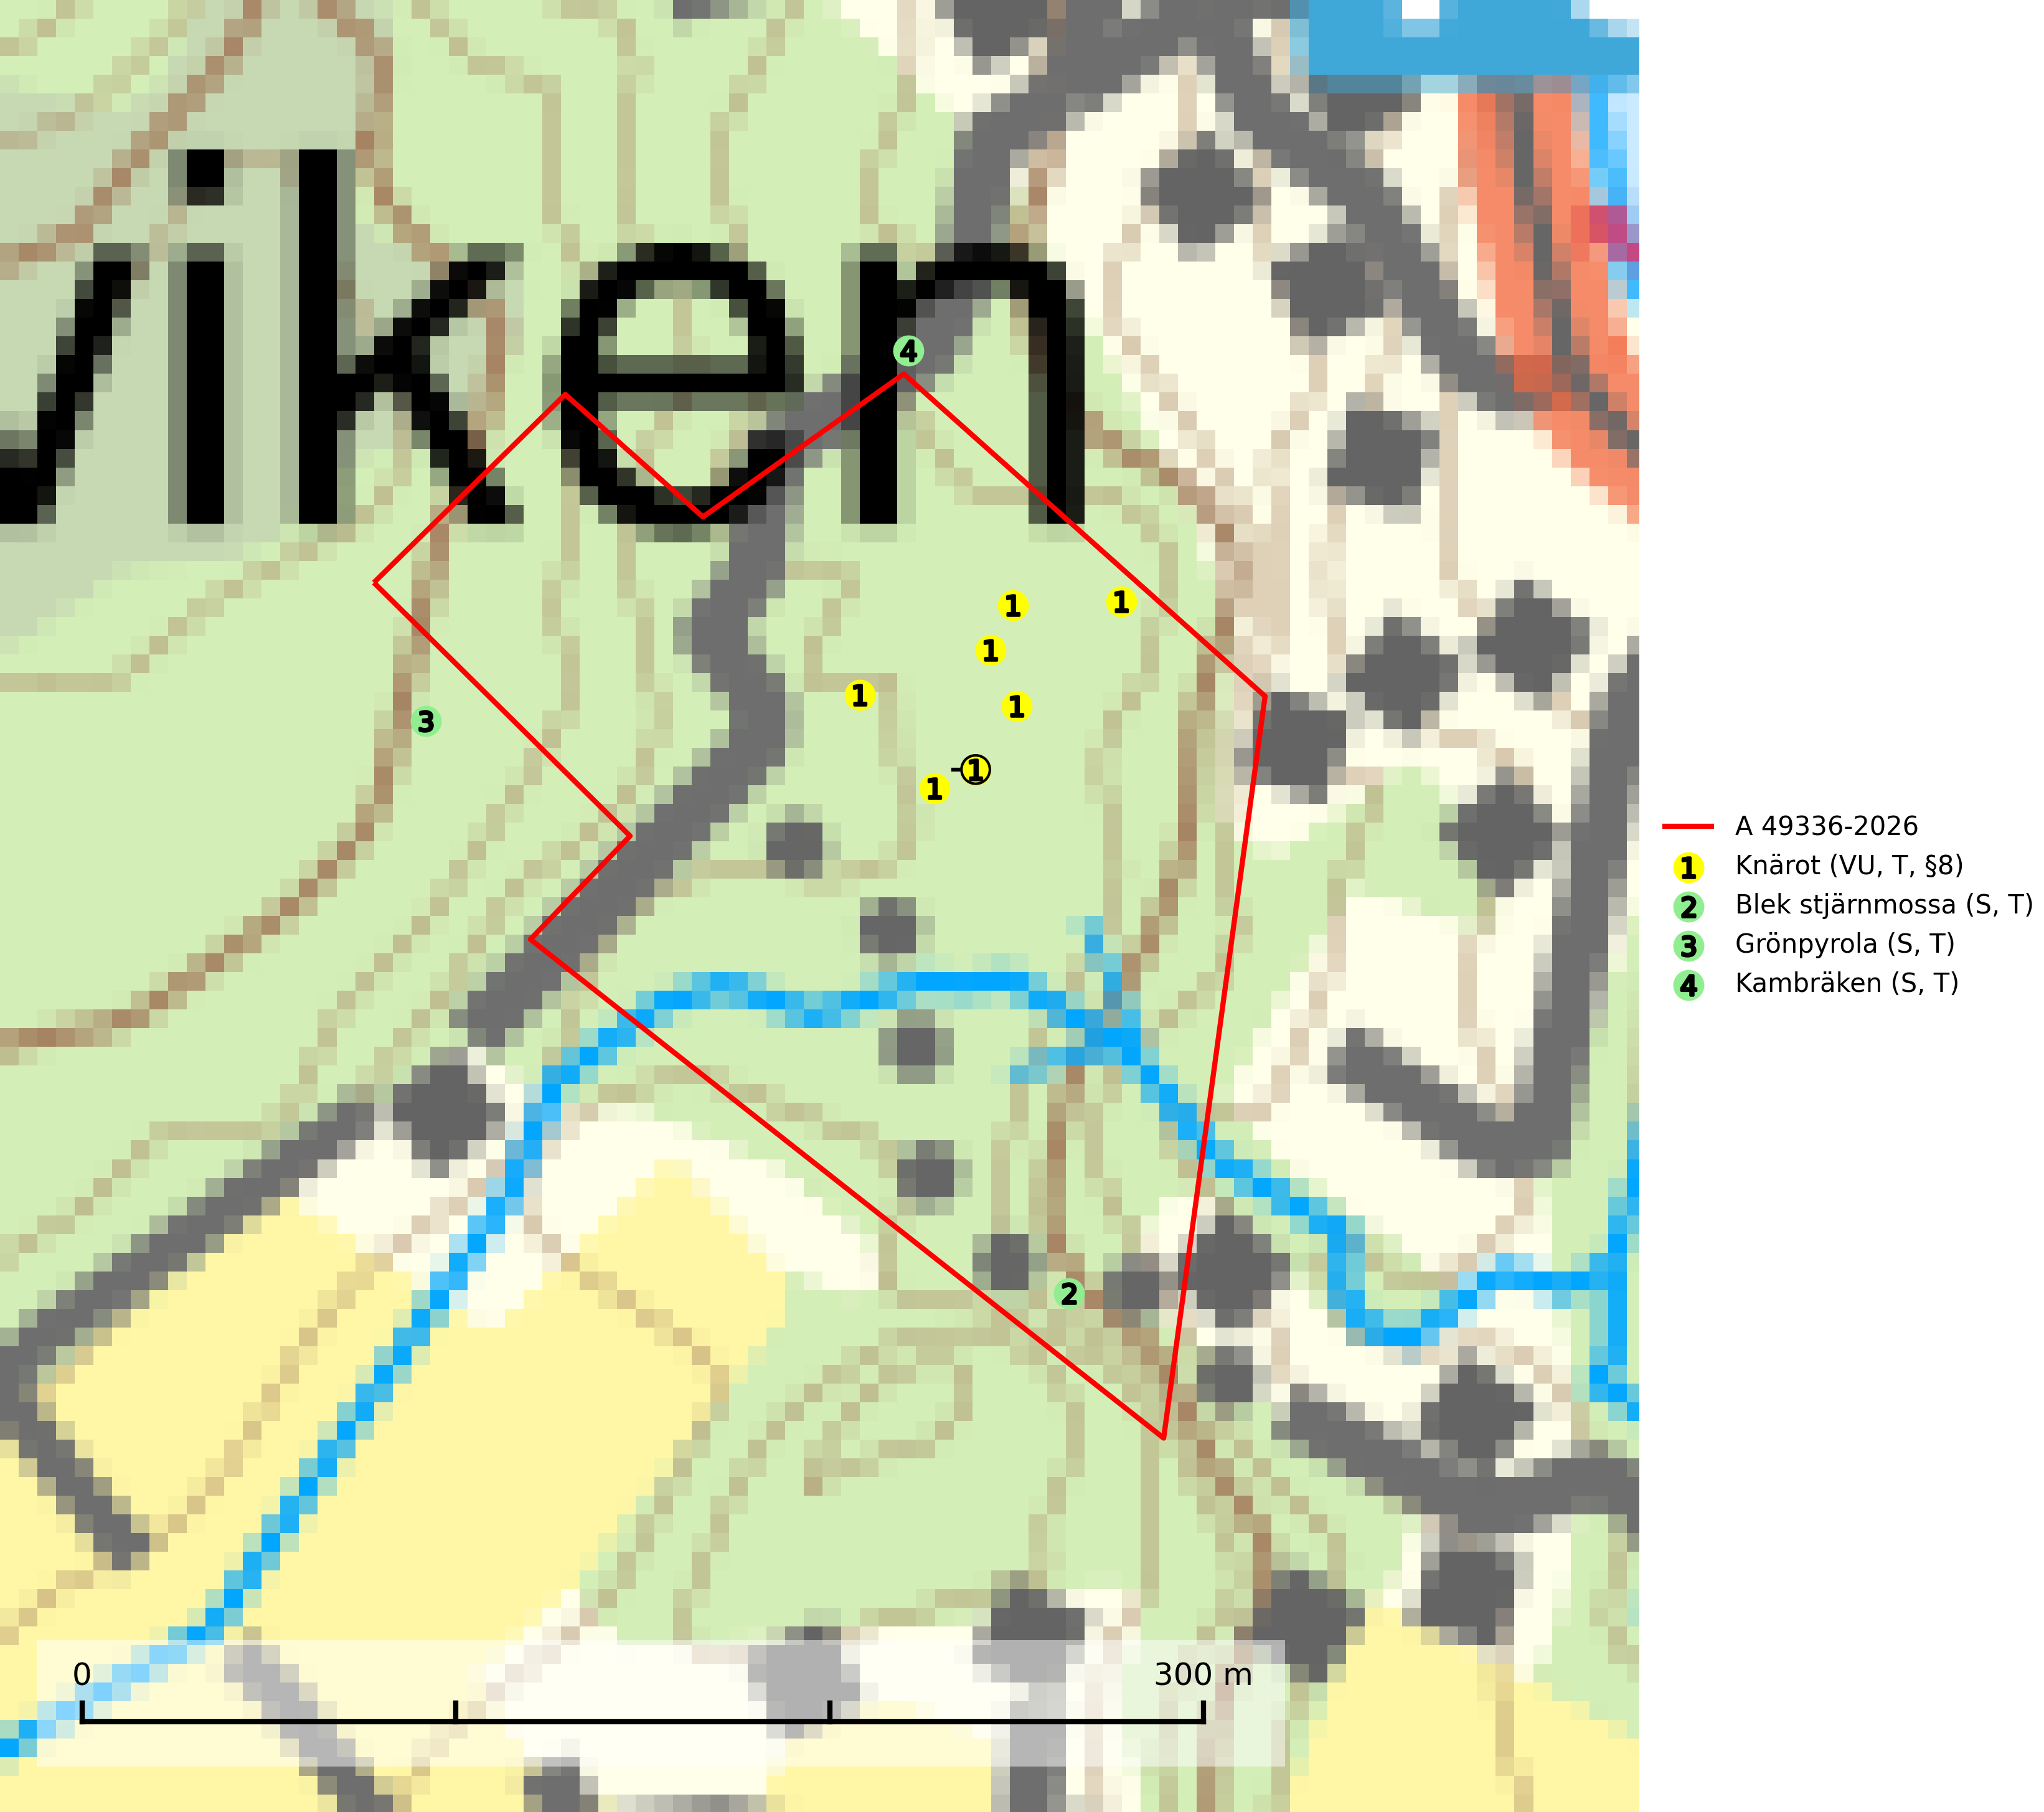 viken
4
1
1
1
1
1
3
1
1
2
A 49336-2026
1 Knärot (VU, T, §8)
2 Blek stjärnmossa (S, T)
3 Grönpyrola (S, T)
4 Kambräken (S, T)
0 300 m